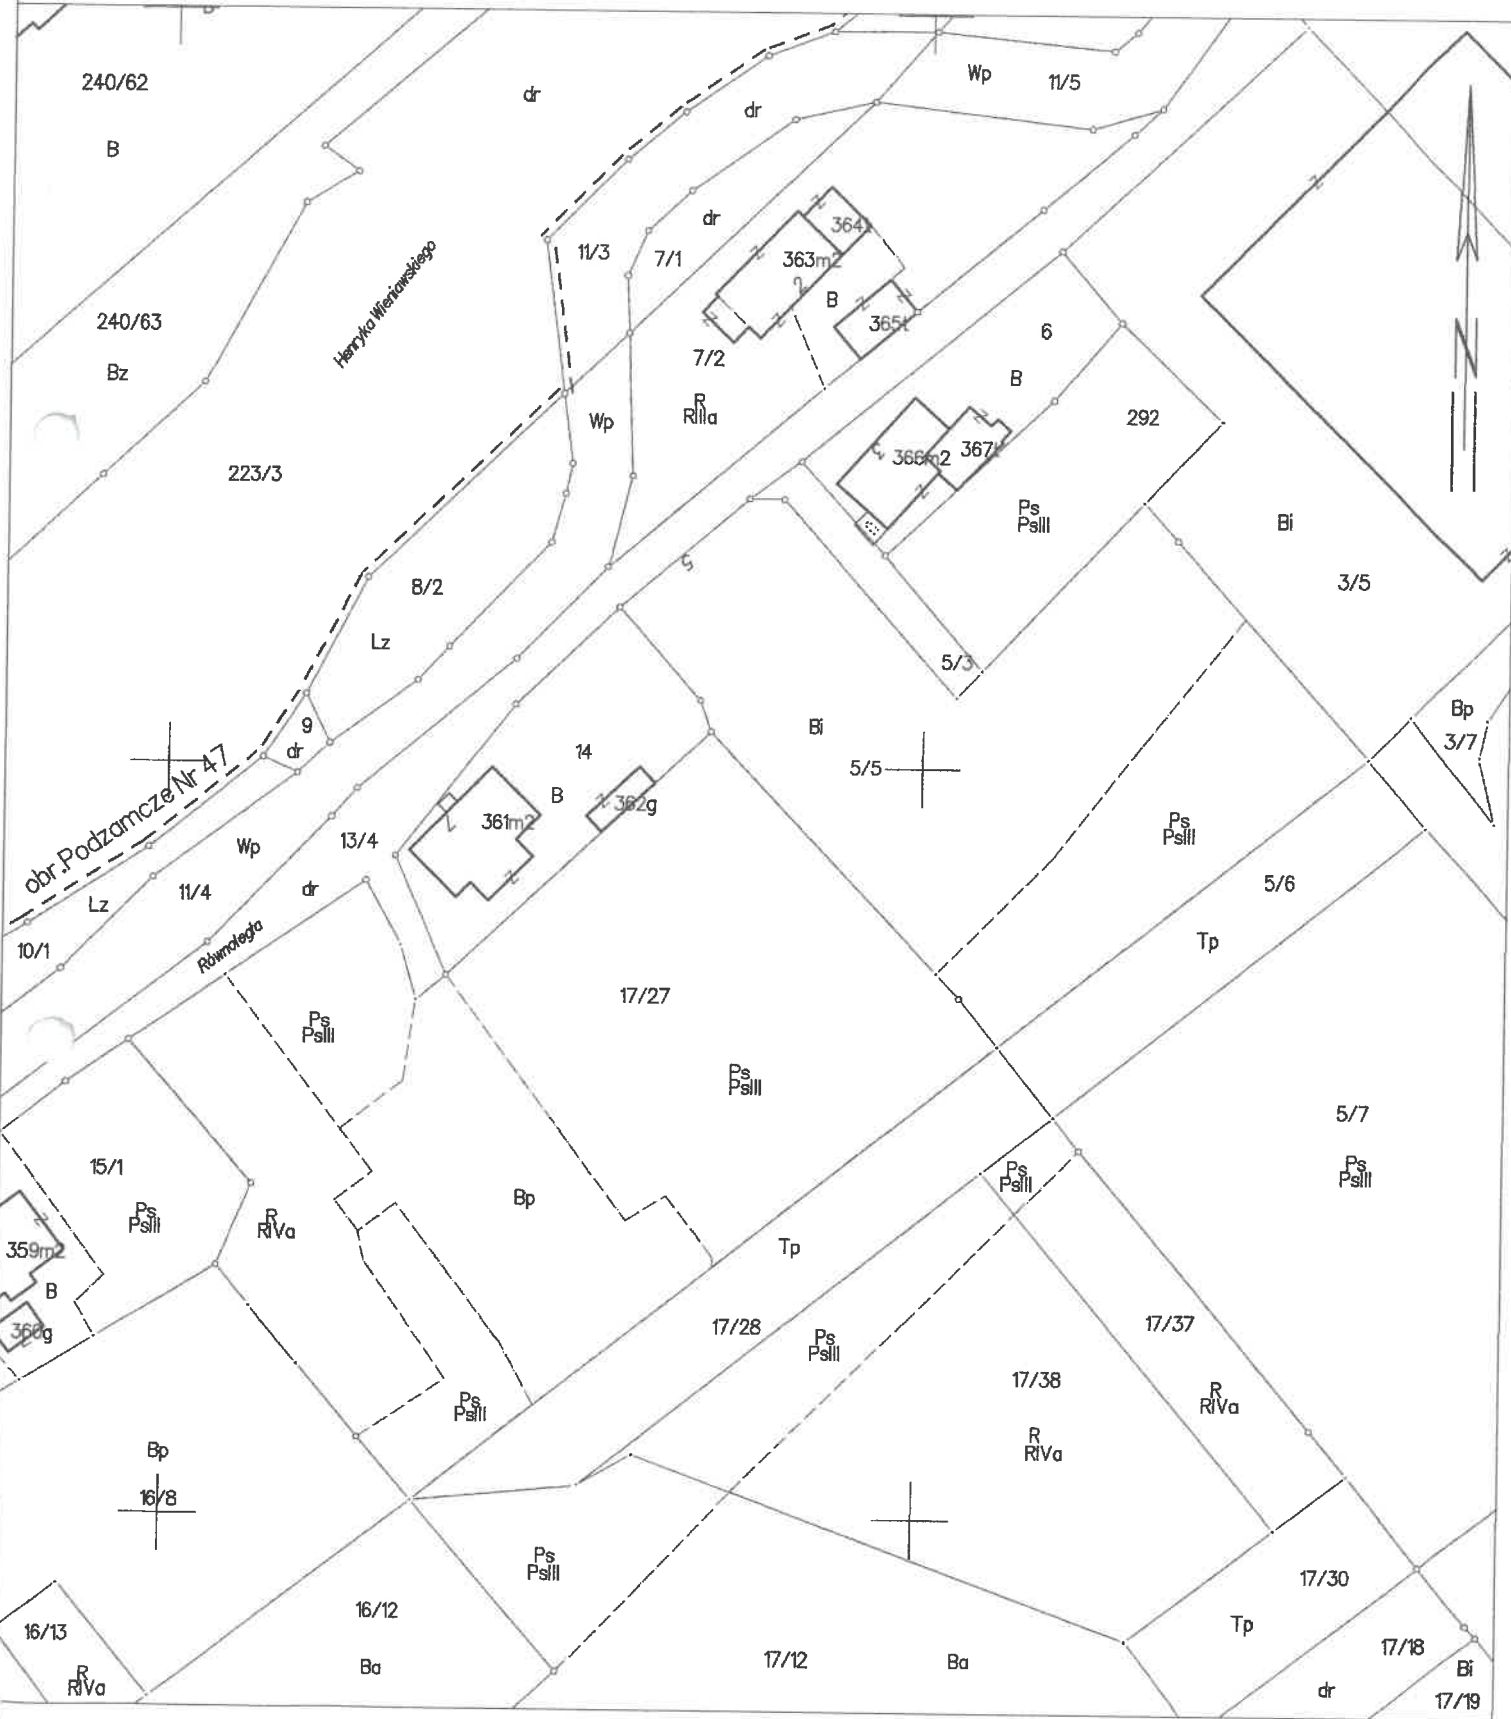 240/62
B
dr
dr
Wp
11/5
364
363m2
2
11/3
7/1
dr
B
365t
240/63
Bz
Henryka Wieniawskiego
7/2
R
RIIIa
6
B
292
N
Wp
366m2
367t
5
223/3
Ps
PsIII
Bi
3/5
5
8/2
Lz
5/3
9
dr
14
Bi
5/5
Bp
3/7
obr.Podzamcze Nr 47
B
361m2
1
362g
Ps
PsIII
Wp
13/4
11/4
dr
5/6
Lz
10/1
Równoległa
Tp
17/27
Ps
PsIII
Ps
PsIII
5/7
Ps
PsIII
15/1
Ps
PsIII
R
RIVa
Bp
Ps
PsIII
359m2
B
360g
Tp
17/28
Ps
PsIII
17/37
17/38
R
RIVa
R
RIVa
Ps
PsIII
Bp
16/8
Ps
PsIII
16/12
Ba
16/13
R
RIVa
17/12
Ba
17/30
Tp
17/18
dr
Bi
17/19